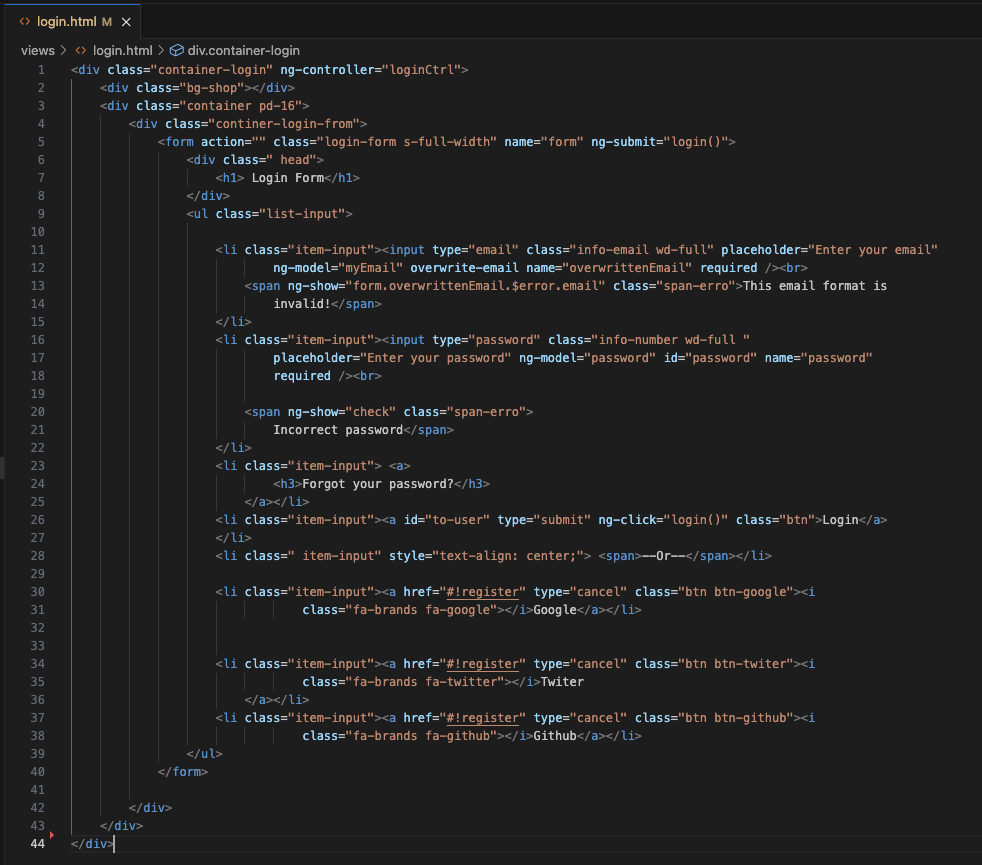 login.html M
views > login.html > div.container-login
1 <div class="container-login" ng-controller="loginCtrl">
2 <div class="bg-shop"></div>
3 <div class="container pd-16">
4 <div class="continer-login-from">
5 <form action="" class="login-form s-full-width" name="form" ng-submit="login()">
6 <div class=" head">
7 <h1> Login Form</h1>
8 </div>
9 <ul class="list-input">
10
11 <li class="item-input"><input type="email" class="info-email wd-full" placeholder="Enter your email"
12 ng-model="myEmail" overwrite-email name="overwrittenEmail" required /><br>
13 <span ng-show="form.overwrittenEmail.$error.email" class="span-erro">This email format is
14 invalid!</span>
15 </li>
16 <li class="item-input"><input type="password" class="info-number wd-full "
17 placeholder="Enter your password" ng-model="password" id="password" name="password"
18 required /><br>
19
20 <span ng-show="check" class="span-erro">
21 Incorrect password</span>
22 </li>
23 <li class="item-input"> <a>
24 <h3>Forgot your password?</h3>
25 </a></li>
26 <li class="item-input"><a id="to-user" type="submit" ng-click="login()" class="btn">Login</a>
27 </li>
28 <li class=" item-input" style="text-align: center;"> <span>--Or--</span></li>
29
30 <li class="item-input"><a href="#!register" type="cancel" class="btn btn-google"><i
31 class="fa-brands fa-google"></i>Google</a></li>
32
33
34 <li class="item-input"><a href="#!register" type="cancel" class="btn btn-twiter"><i
35 class="fa-brands fa-twitter"></i>Twiter
36 </a></li>
37 <li class="item-input"><a href="#!register" type="cancel" class="btn btn-github"><i
38 class="fa-brands fa-github"></i>Github</a></li>
39 </ul>
40 </form>
41
42 </div>
43 </div>
44 </div>